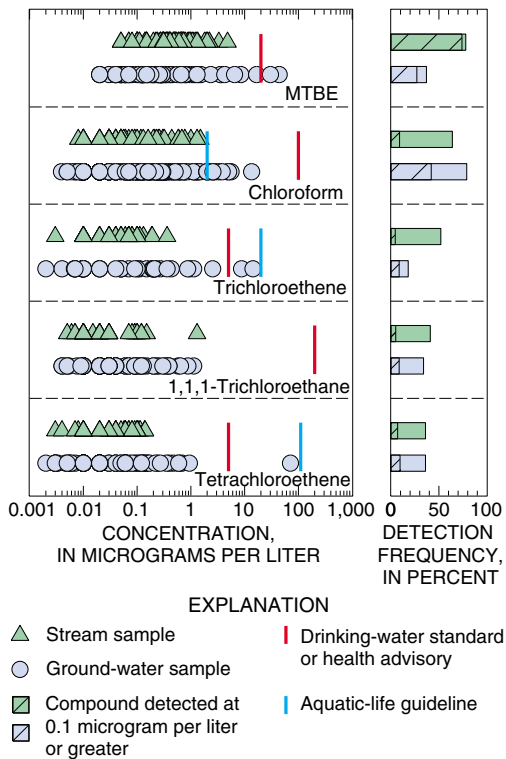 MTBE
Chloroform
Trichloroethene
1,1,1-Trichloroethane
Tetrachloroethene
0.001 0.01 0.1 1 10 100 1,000
0 50 100
CONCENTRATION,
IN MICROGRAMS PER LITER
DETECTION
FREQUENCY,
IN PERCENT
EXPLANATION
Stream sample
Ground-water sample
Compound detected at
0.1 microgram per liter
or greater
Drinking-water standard
or health advisory
Aquatic-life guideline